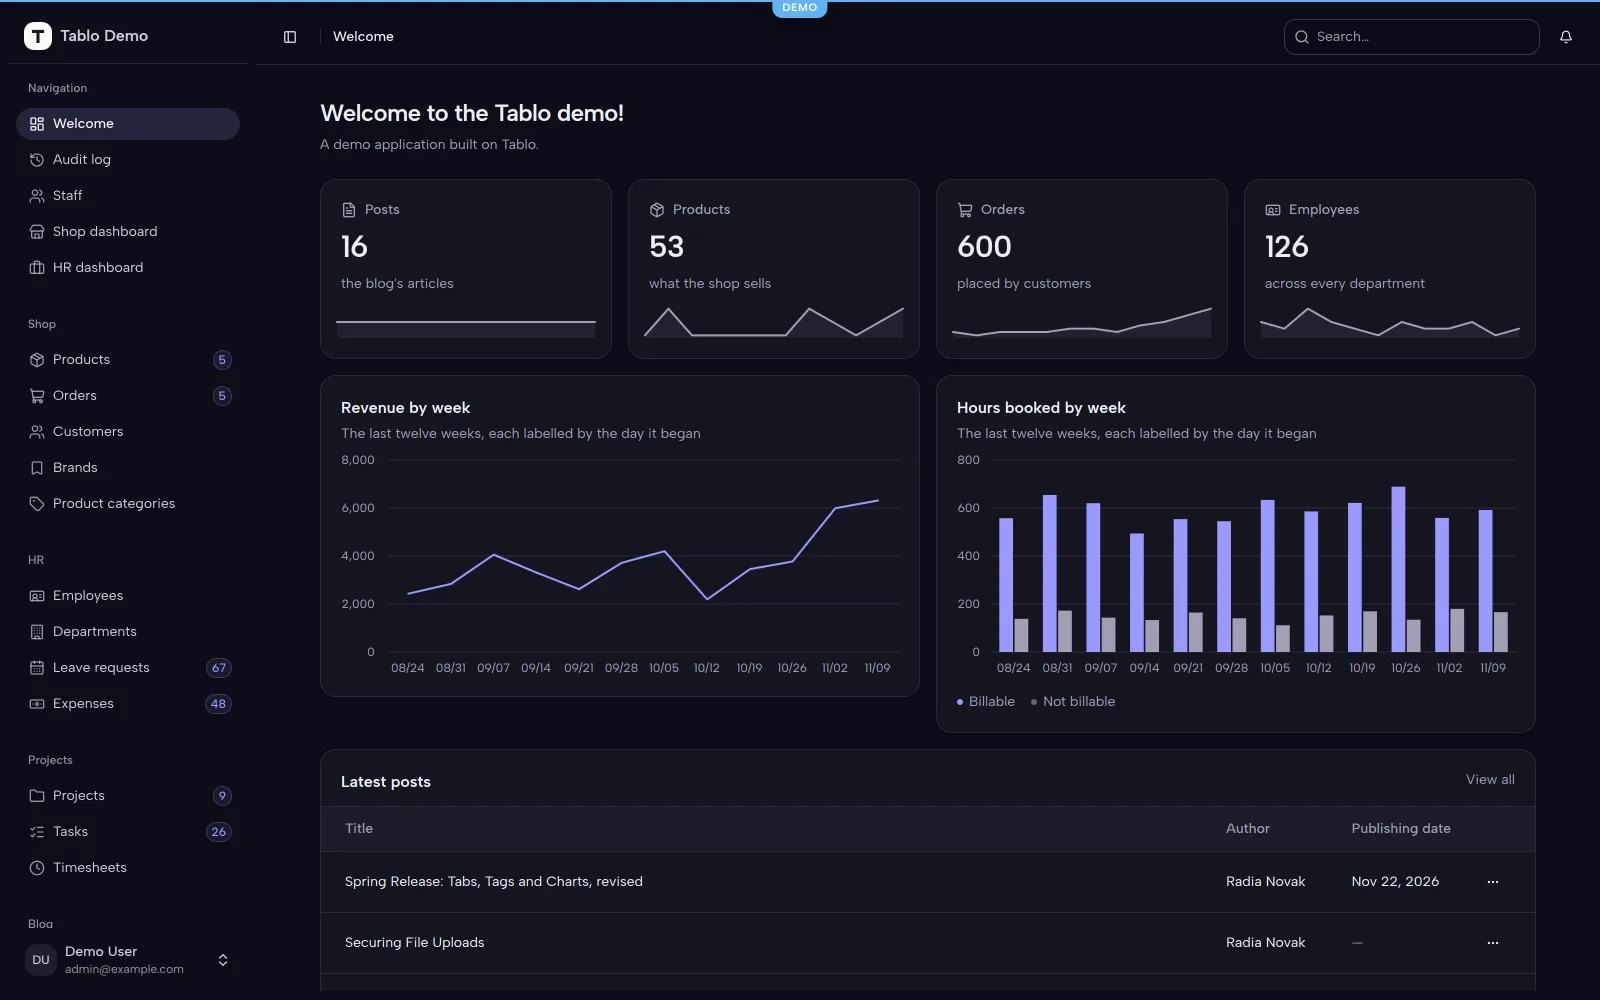 DEMO
Tablo Demo
Welcome
Search...
Navigation
Welcome
Audit log
Staff
Shop dashboard
HR dashboard
Shop
Products 5
Orders 5
Customers
Brands
Product categories
HR
Employees
Departments
Leave requests 67
Expenses 48
Projects
Projects 9
Tasks 26
Timesheets
Blog
DU
Demo User
admin@example.com
Welcome to the Tablo demo!
A demo application built on Tablo.
Posts
16
the blog's articles
Products
53
what the shop sells
Orders
600
placed by customers
Employees
126
across every department
Revenue by week
The last twelve weeks, each labelled by the day it began
8,000
6,000
4,000
2,000
0
08/24 08/31 09/07 09/14 09/21 09/28 10/05 10/12 10/19 10/26 11/02 11/09
Hours booked by week
The last twelve weeks, each labelled by the day it began
800
600
400
200
0
08/24 08/31 09/07 09/14 09/21 09/28 10/05 10/12 10/19 10/26 11/02 11/09
Billable Not billable
Latest posts View all
Title Author Publishing date
Spring Release: Tabs, Tags and Charts, revised Radia Novak Nov 22, 2026
Securing File Uploads Radia Novak —